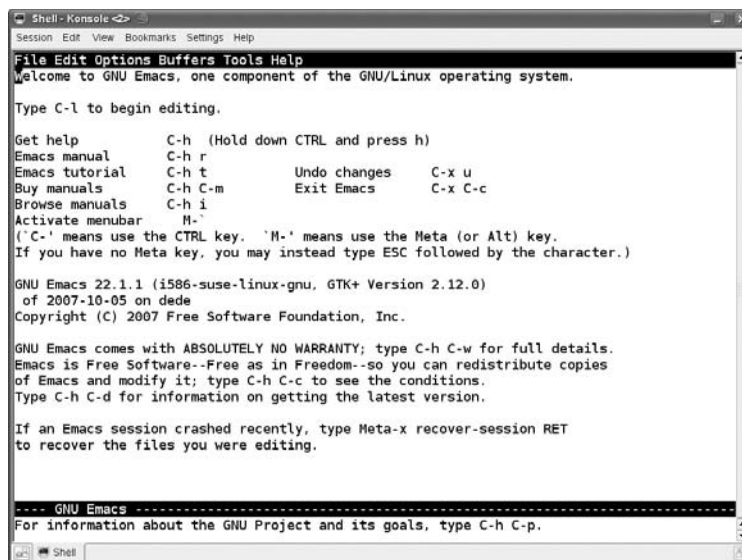 Shell - Konsole <2>
Session Edit View Bookmarks Settings Help
File Edit Options Buffers Tools Help
Welcome to GNU Emacs, one component of the GNU/Linux operating system.
Type C-l to begin editing.
Get help C-h (Hold down CTRL and press h)
Emacs manual C-h r
Emacs tutorial C-h t Undo changes C-x u
Buy manuals C-h C-m Exit Emacs C-x C-c
Browse manuals C-h i
Activate menubar M-`
(`C-' means use the CTRL key. `M-' means use the Meta (or Alt) key.
If you have no Meta key, you may instead type ESC followed by the character.)
GNU Emacs 22.1.1 (i586-suse-linux-gnu, GTK+ Version 2.12.0)
of 2007-10-05 on dede
Copyright (C) 2007 Free Software Foundation, Inc.
GNU Emacs comes with ABSOLUTELY NO WARRANTY; type C-h C-w for full details.
Emacs is Free Software--Free as in Freedom--so you can redistribute copies
of Emacs and modify it; type C-h C-c to see the conditions.
Type C-h C-d for information on getting the latest version.
If an Emacs session crashed recently, type Meta-x recover-session RET
to recover the files you were editing.
---- GNU Emacs ----------------------------------------------------------------------
For information about the GNU Project and its goals, type C-h C-p.
Shell